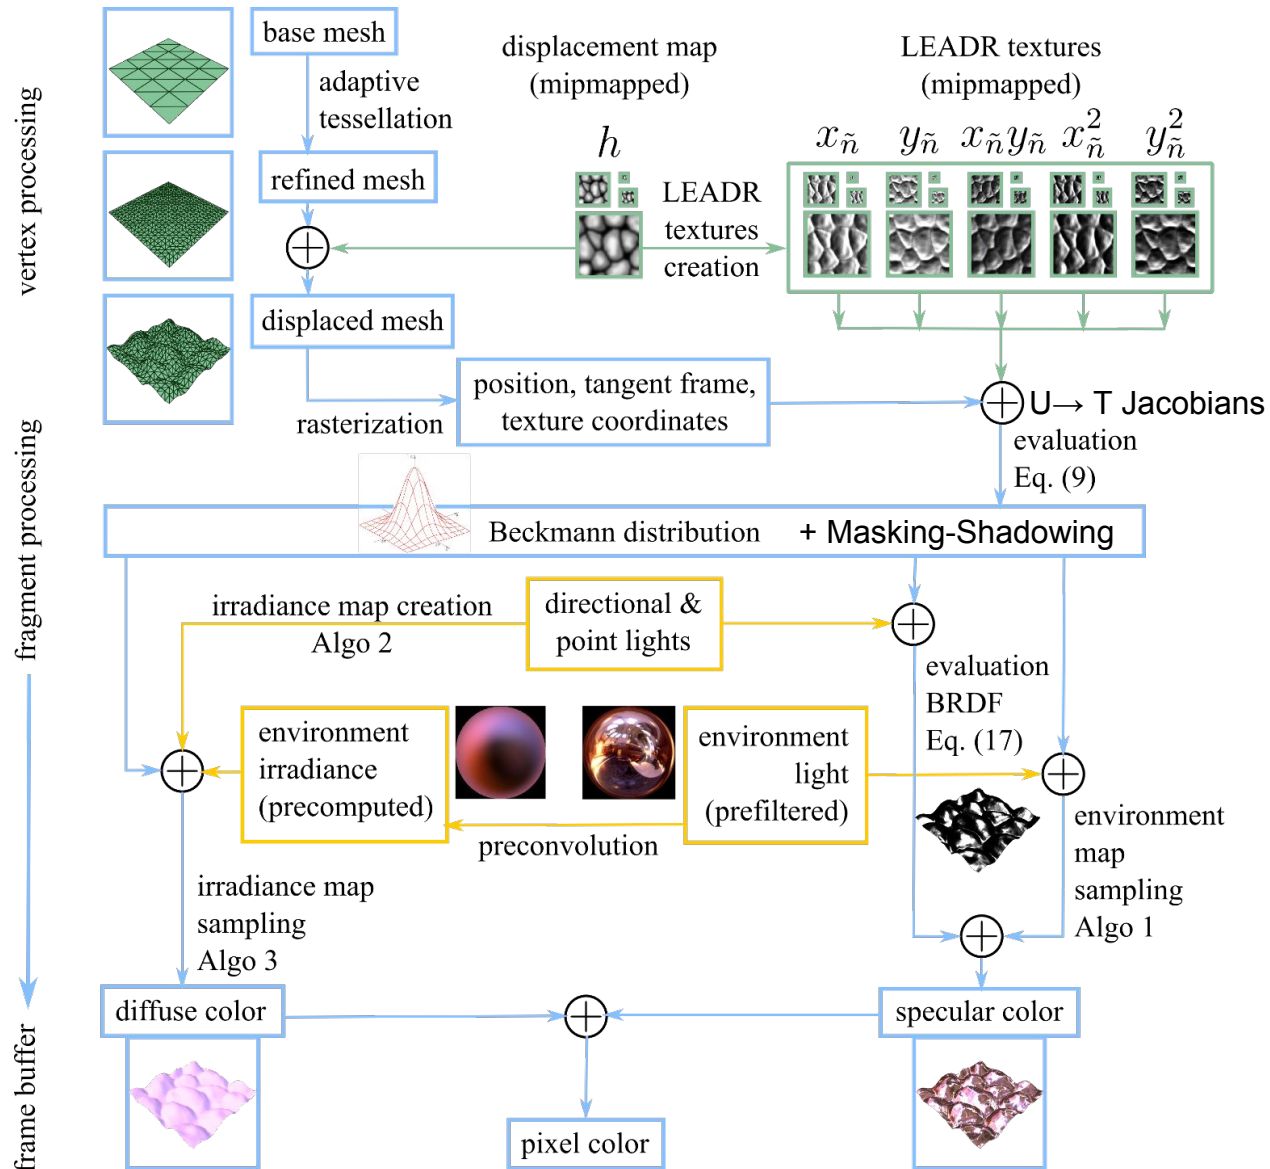 base mesh
displacement map
(mipmapped)
LEADR textures
(mipmapped)
adaptive
tessellation
h
x_ñ
y_ñ
x_ñ y_ñ
x²_ñ
y²_ñ
refined mesh
LEADR
textures
creation
vertex processing
displaced mesh
position, tangent frame,
texture coordinates
rasterization
U→ T Jacobians
evaluation
Eq. (9)
fragment processing
Beckmann distribution
+ Masking-Shadowing
irradiance map creation
Algo 2
directional &
point lights
evaluation
BRDF
Eq. (17)
environment
irradiance
(precomputed)
environment
light
(prefiltered)
preconvolution
environment
map
sampling
Algo 1
irradiance map
sampling
Algo 3
diffuse color
specular color
frame buffer
pixel color